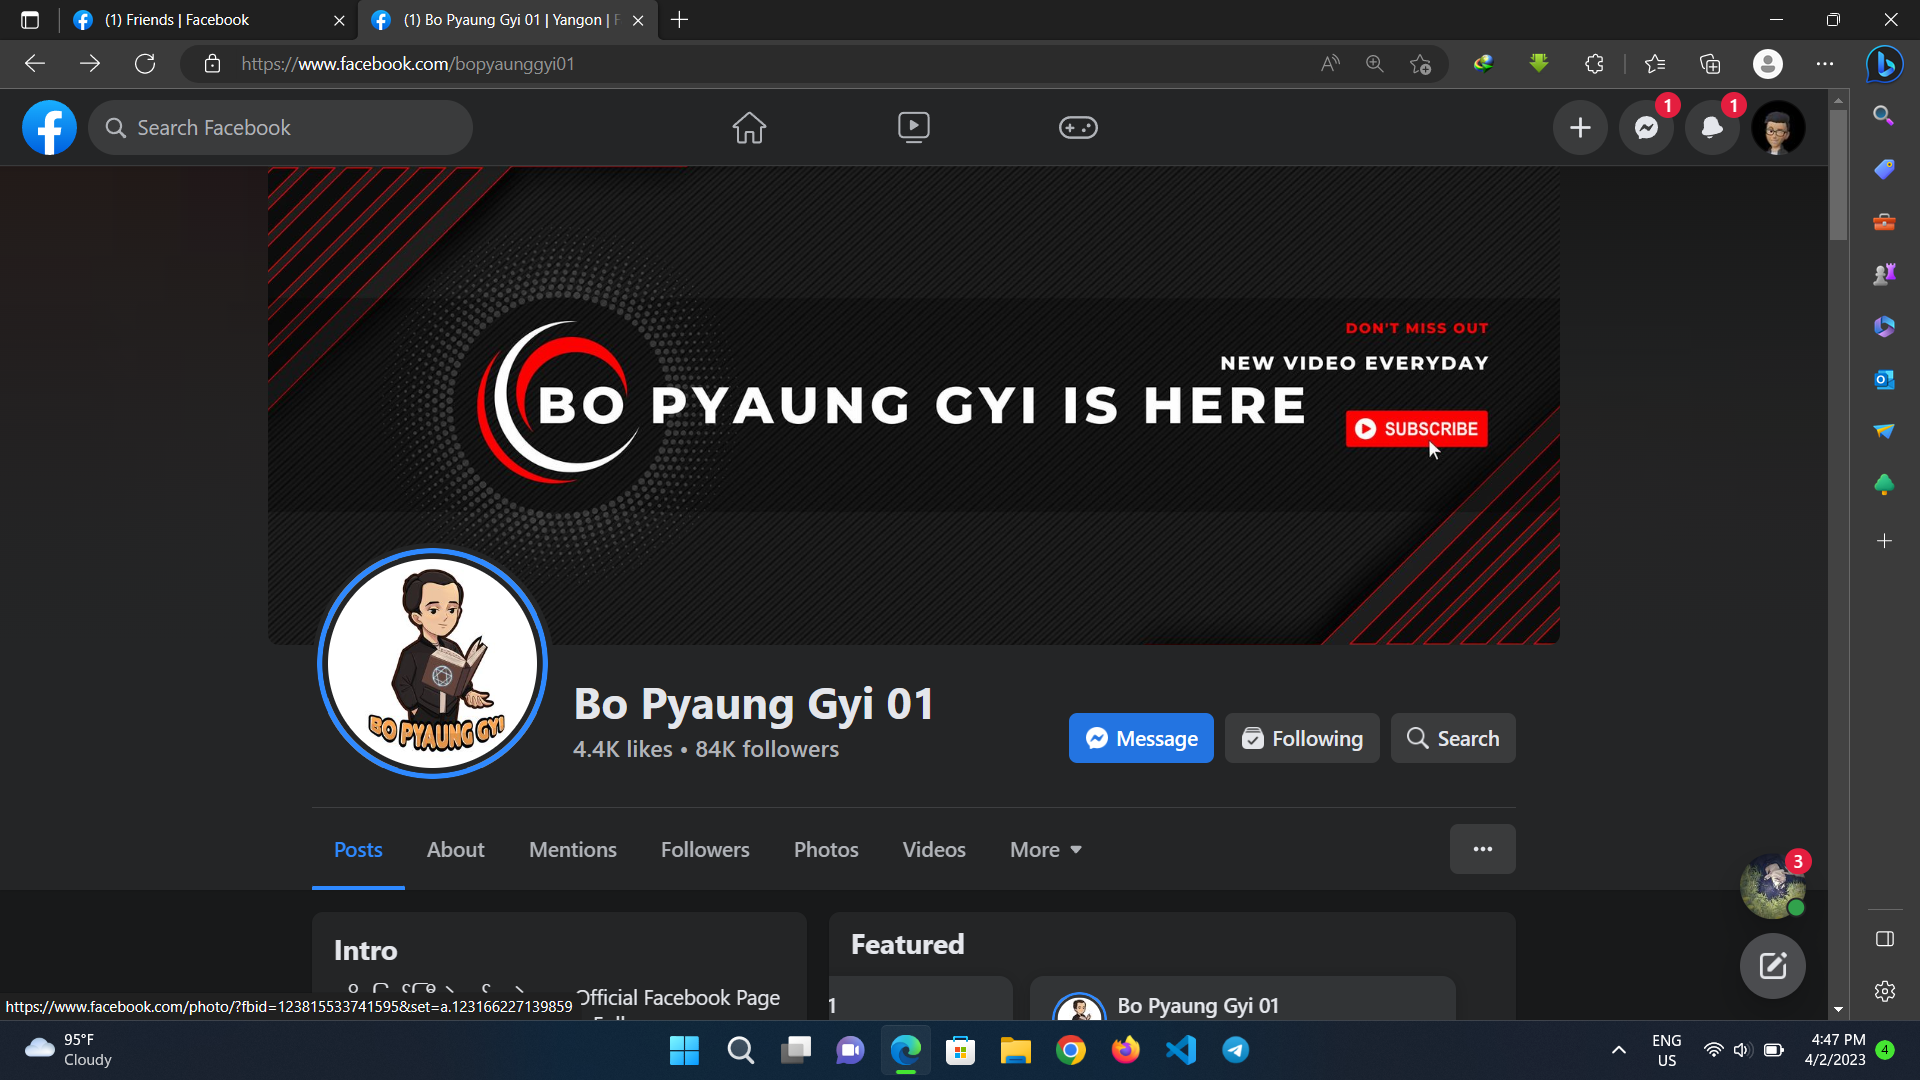 (1) Friends | Facebook
(1) Bo Pyaung Gyi 01 | Yangon | F
https://www.facebook.com/bopyaunggyi01
Search Facebook
1
1
DON'T MISS OUT
NEW VIDEO EVERYDAY
BO PYAUNG GYI IS HERE
SUBSCRIBE
BO PYAUNG GYI
Bo Pyaung Gyi 01
4.4K likes • 84K followers
Message
Following
Search
Posts
About
Mentions
Followers
Photos
Videos
More
3
Intro
Official Facebook Page
Featured
1
Bo Pyaung Gyi 01
https://www.facebook.com/photo/?fbid=123815533741595&set=a.123166227139859
95°F
Cloudy
ENG
US
4:47 PM
4/2/2023
4